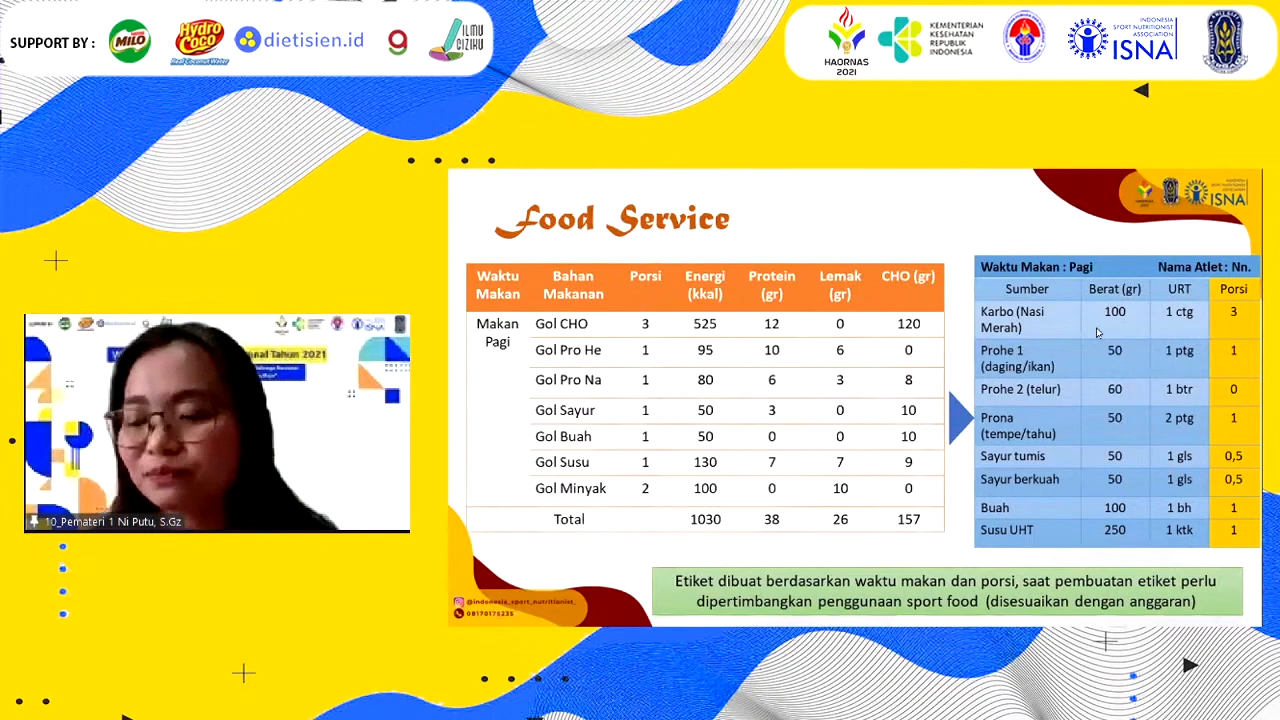 SUPPORT BY :
MILO
HYDRO COCO
Real Coconut Water
dietisien.id
g
ILMU GIZIKU
HAORNAS
2021
KEMENTERIAN
KESEHATAN
REPUBLIK
INDONESIA
INDONESIA
SPORT NUTRITIONIST
ASSOCIATION
ISNA
ISNA
Food Service
Waktu Makan Bahan Makanan Porsi Energi (kkal) Protein (gr) Lemak (gr) CHO (gr)
Makan Pagi Gol CHO 3 525 12 0 120
Gol Pro He 1 95 10 6 0
Gol Pro Na 1 80 6 3 8
Gol Sayur 1 50 3 0 10
Gol Buah 1 50 0 0 10
Gol Susu 1 130 7 7 9
Gol Minyak 2 100 0 10 0
Total 1030 38 26 157
Waktu Makan : Pagi Nama Atlet : Nn.
Sumber Berat (gr) URT Porsi
Karbo (Nasi Merah) 100 1 ctg 3
Prohe 1 (daging/ikan) 50 1 ptg 1
Prohe 2 (telur) 60 1 btr 0
Prona (tempe/tahu) 50 2 ptg 1
Sayur tumis 50 1 gls 0,5
Sayur berkuah 50 1 gls 0,5
Buah 100 1 bh 1
Susu UHT 250 1 ktk 1
Etiket dibuat berdasarkan waktu makan dan porsi, saat pembuatan etiket perlu
dipertimbangkan penggunaan sport food (disesuaikan dengan anggaran)
@indonesia_sport_nutritionist_
08170175235
10_Pemateri 1 Ni Putu, S.Gz
Tahun 2021